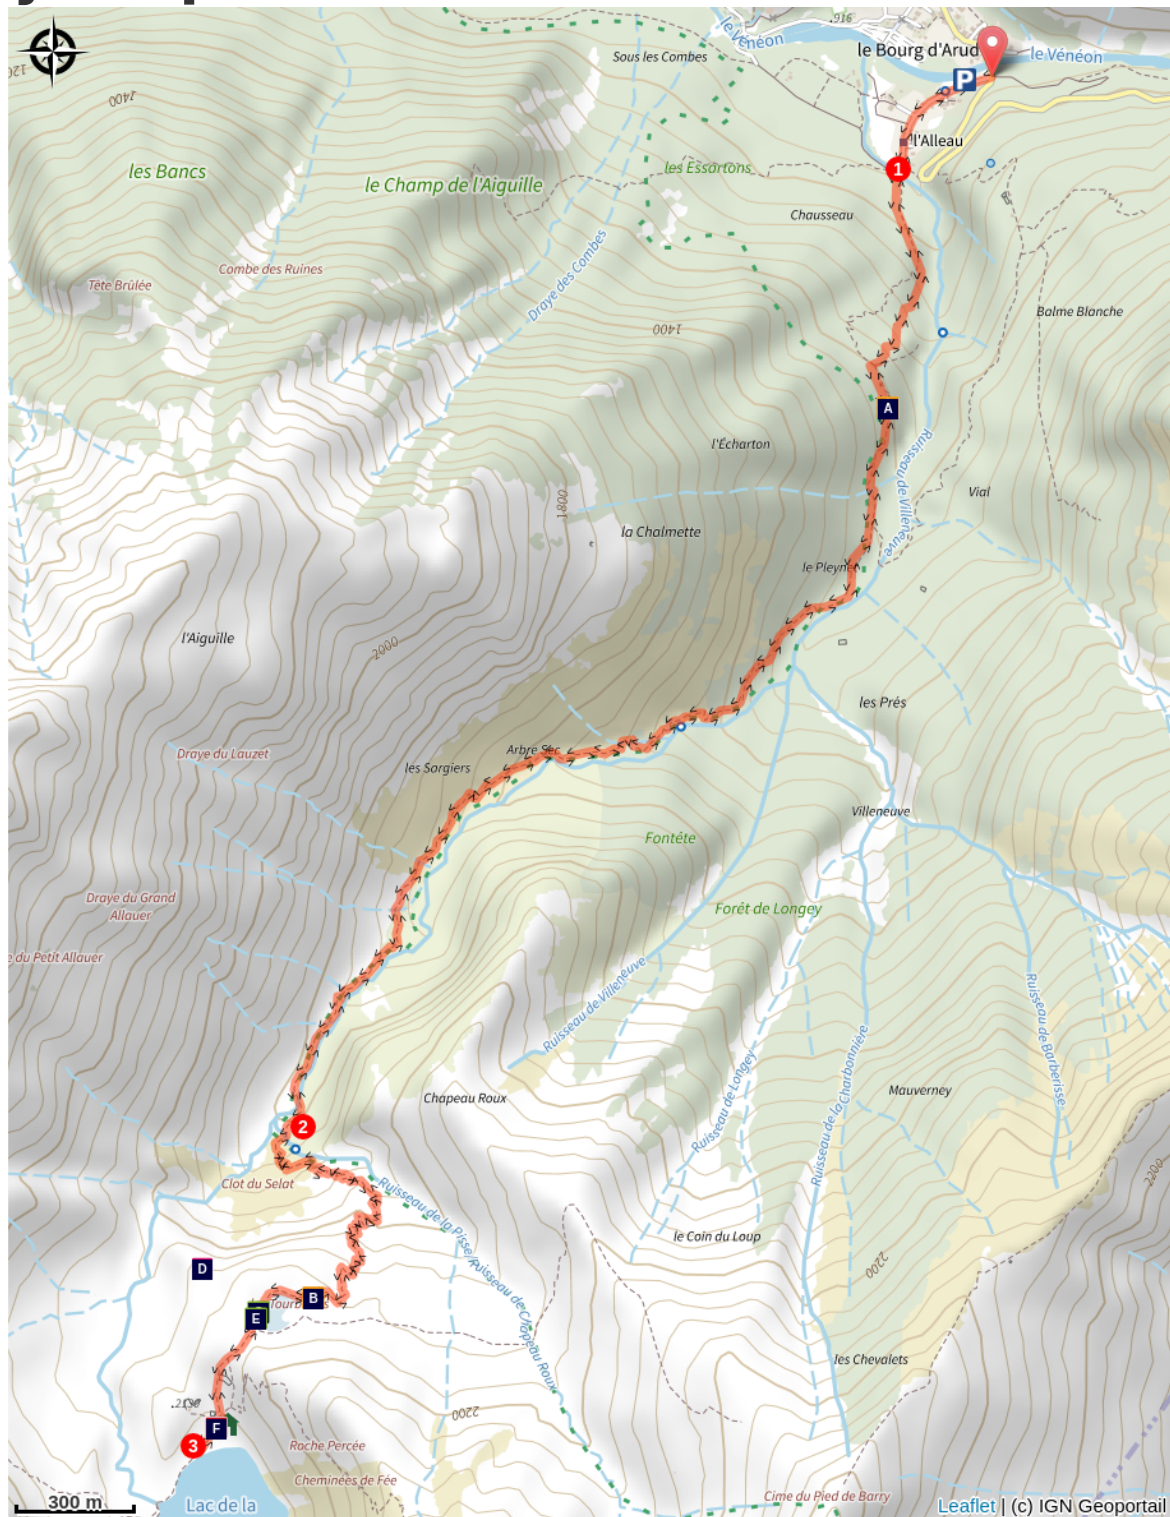 916
le Vénéon
le Bourg d'Arud
le Vénéon
Sous les Combes
P
1400
l'Alleau
les Bancs
le Champ de l'Aiguille
les Essartons
1
Chausseau
Combe des Ruines
Tête Brûlée
Draye des Combes
Balme Blanche
1400
A
l'Écharton
Ruisseau de Villeneuve
Vial
1800
la Chalmette
le Pleynet
l'Aiguille
2000
les Prés
Draye du Lauzet
Arbre Sec
les Sargiers
Villeneuve
Fontête
Draye du Grand
Allauer
Forêt de Longey
e du Petit Allauer
Ruisseau de Villeneuve
Ruisseau de Barberisse
Ruisseau de Longey
Ruisseau de la Charbonnière
Chapeau Roux
Mauverney
2
2200
Clot du Selat
Ruisseau de la Pisse
le Coin du Loup
D
2200
ruisseau de Chapeau Roux
B
E
les Chevalets
F
2200
3
Roche Percée
Cheminées de Fée
300 m
Lac de la
Cime du Pied de Barry
Leaflet | (c) IGN Geoportail